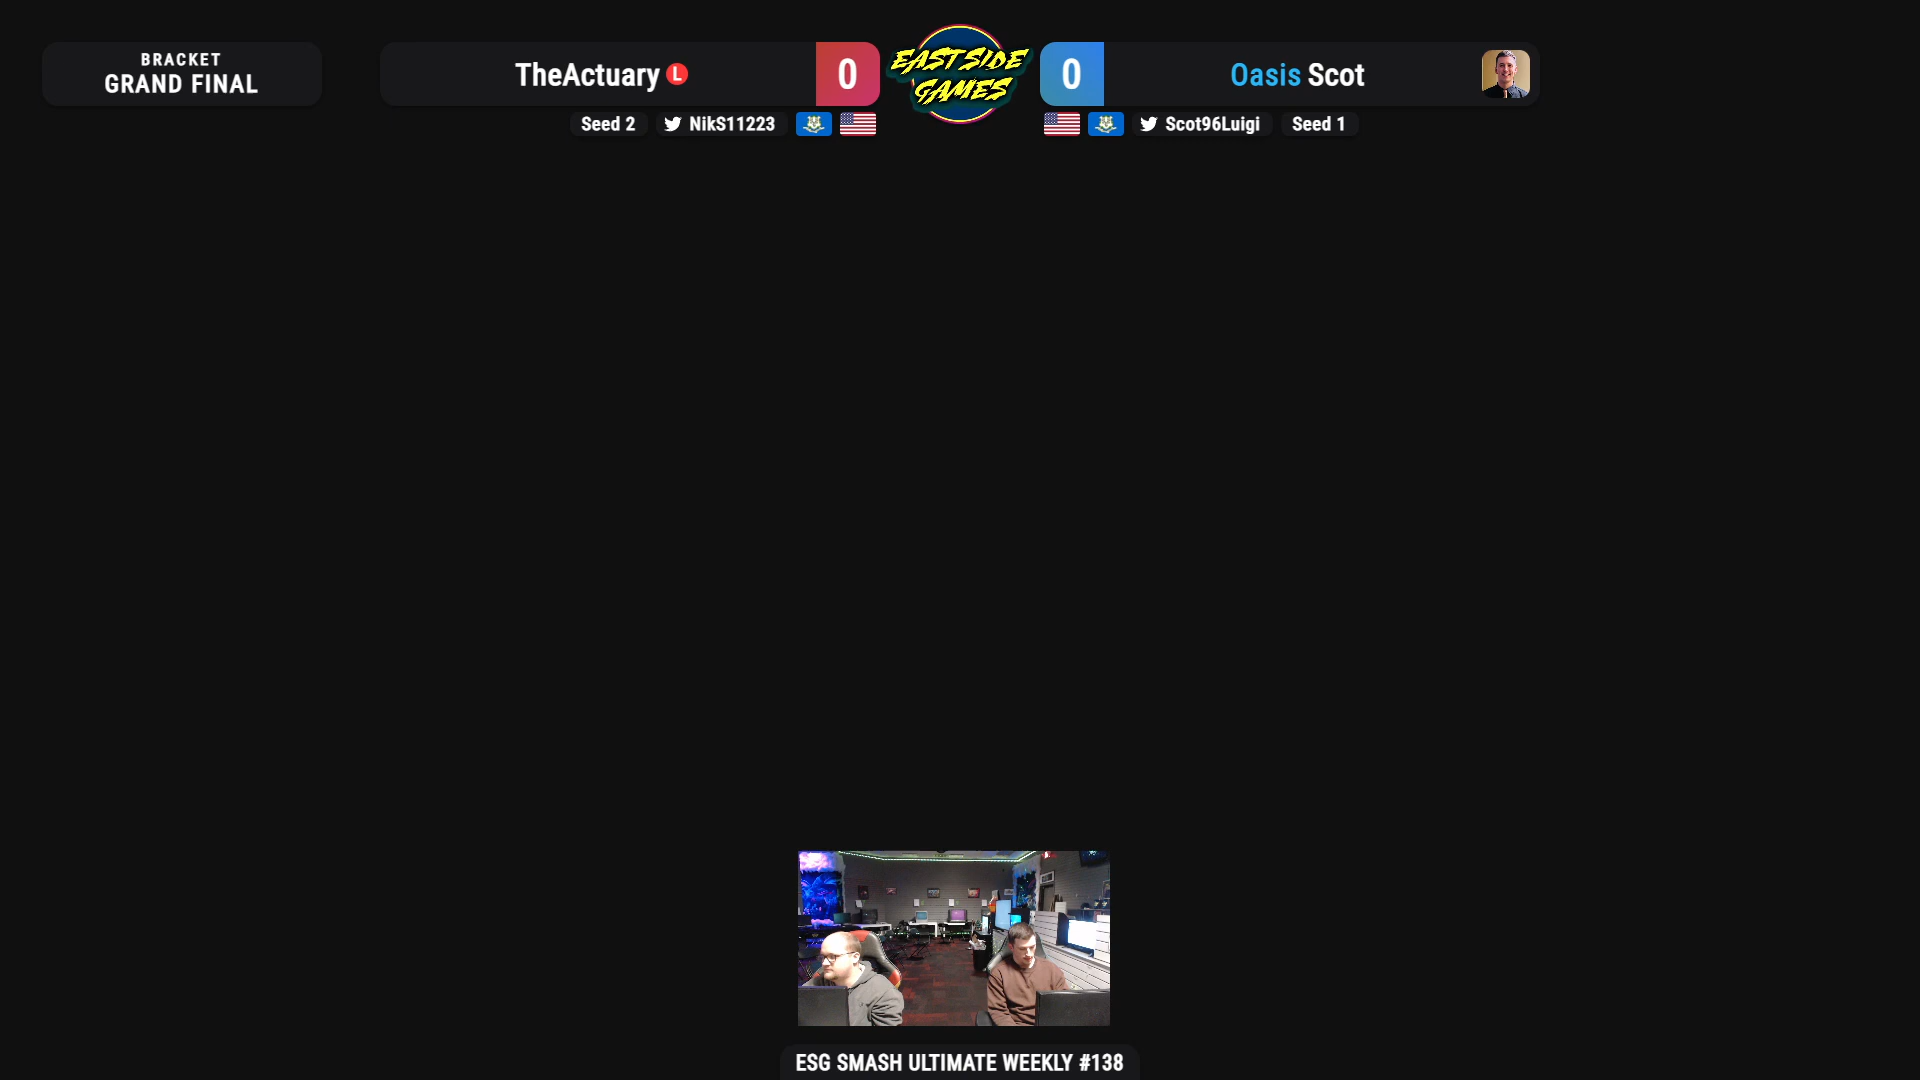 BRACKET
GRAND FINAL
TheActuary L
0
EAST SIDE
GAMES
0
Oasis Scot
Seed 2
NikS11223
Scot96Luigi
Seed 1
ESG SMASH ULTIMATE WEEKLY #138